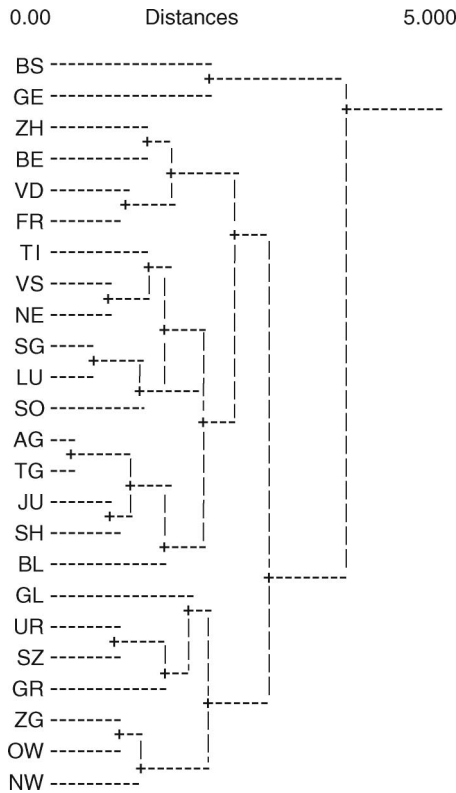 0.00 Distances 5.000
BS
GE
ZH
BE
VD
FR
TI
VS
NE
SG
LU
SO
AG
TG
JU
SH
BL
GL
UR
SZ
GR
ZG
OW
NW